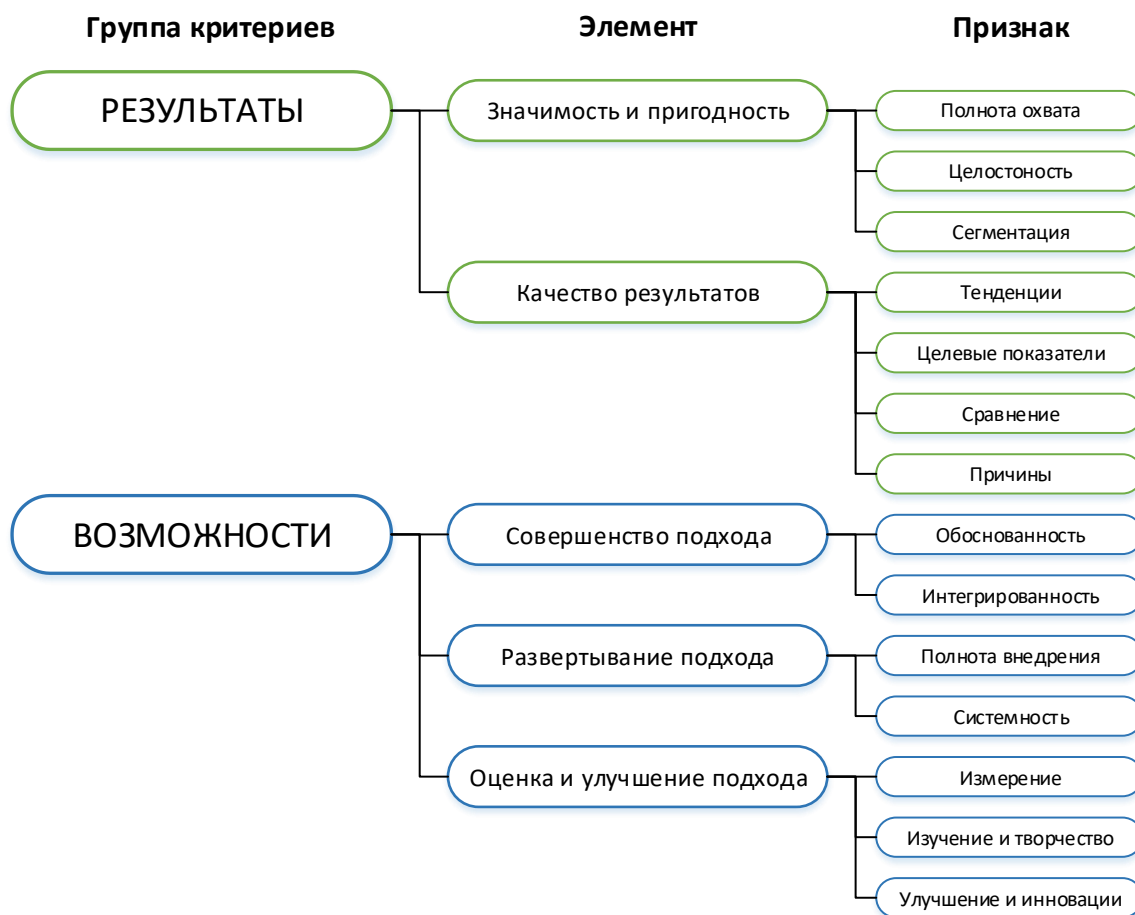 Группа критериев Элемент Признак
РЕЗУЛЬТАТЫ
Значимость и пригодность
Полнота охвата
Целостоность
Сегментация
Качество результатов
Тенденции
Целевые показатели
Сравнение
Причины
ВОЗМОЖНОСТИ
Совершенство подхода
Обоснованность
Интегрированность
Развертывание подхода
Полнота внедрения
Системность
Оценка и улучшение подхода
Измерение
Изучение и творчество
Улучшение и инновации